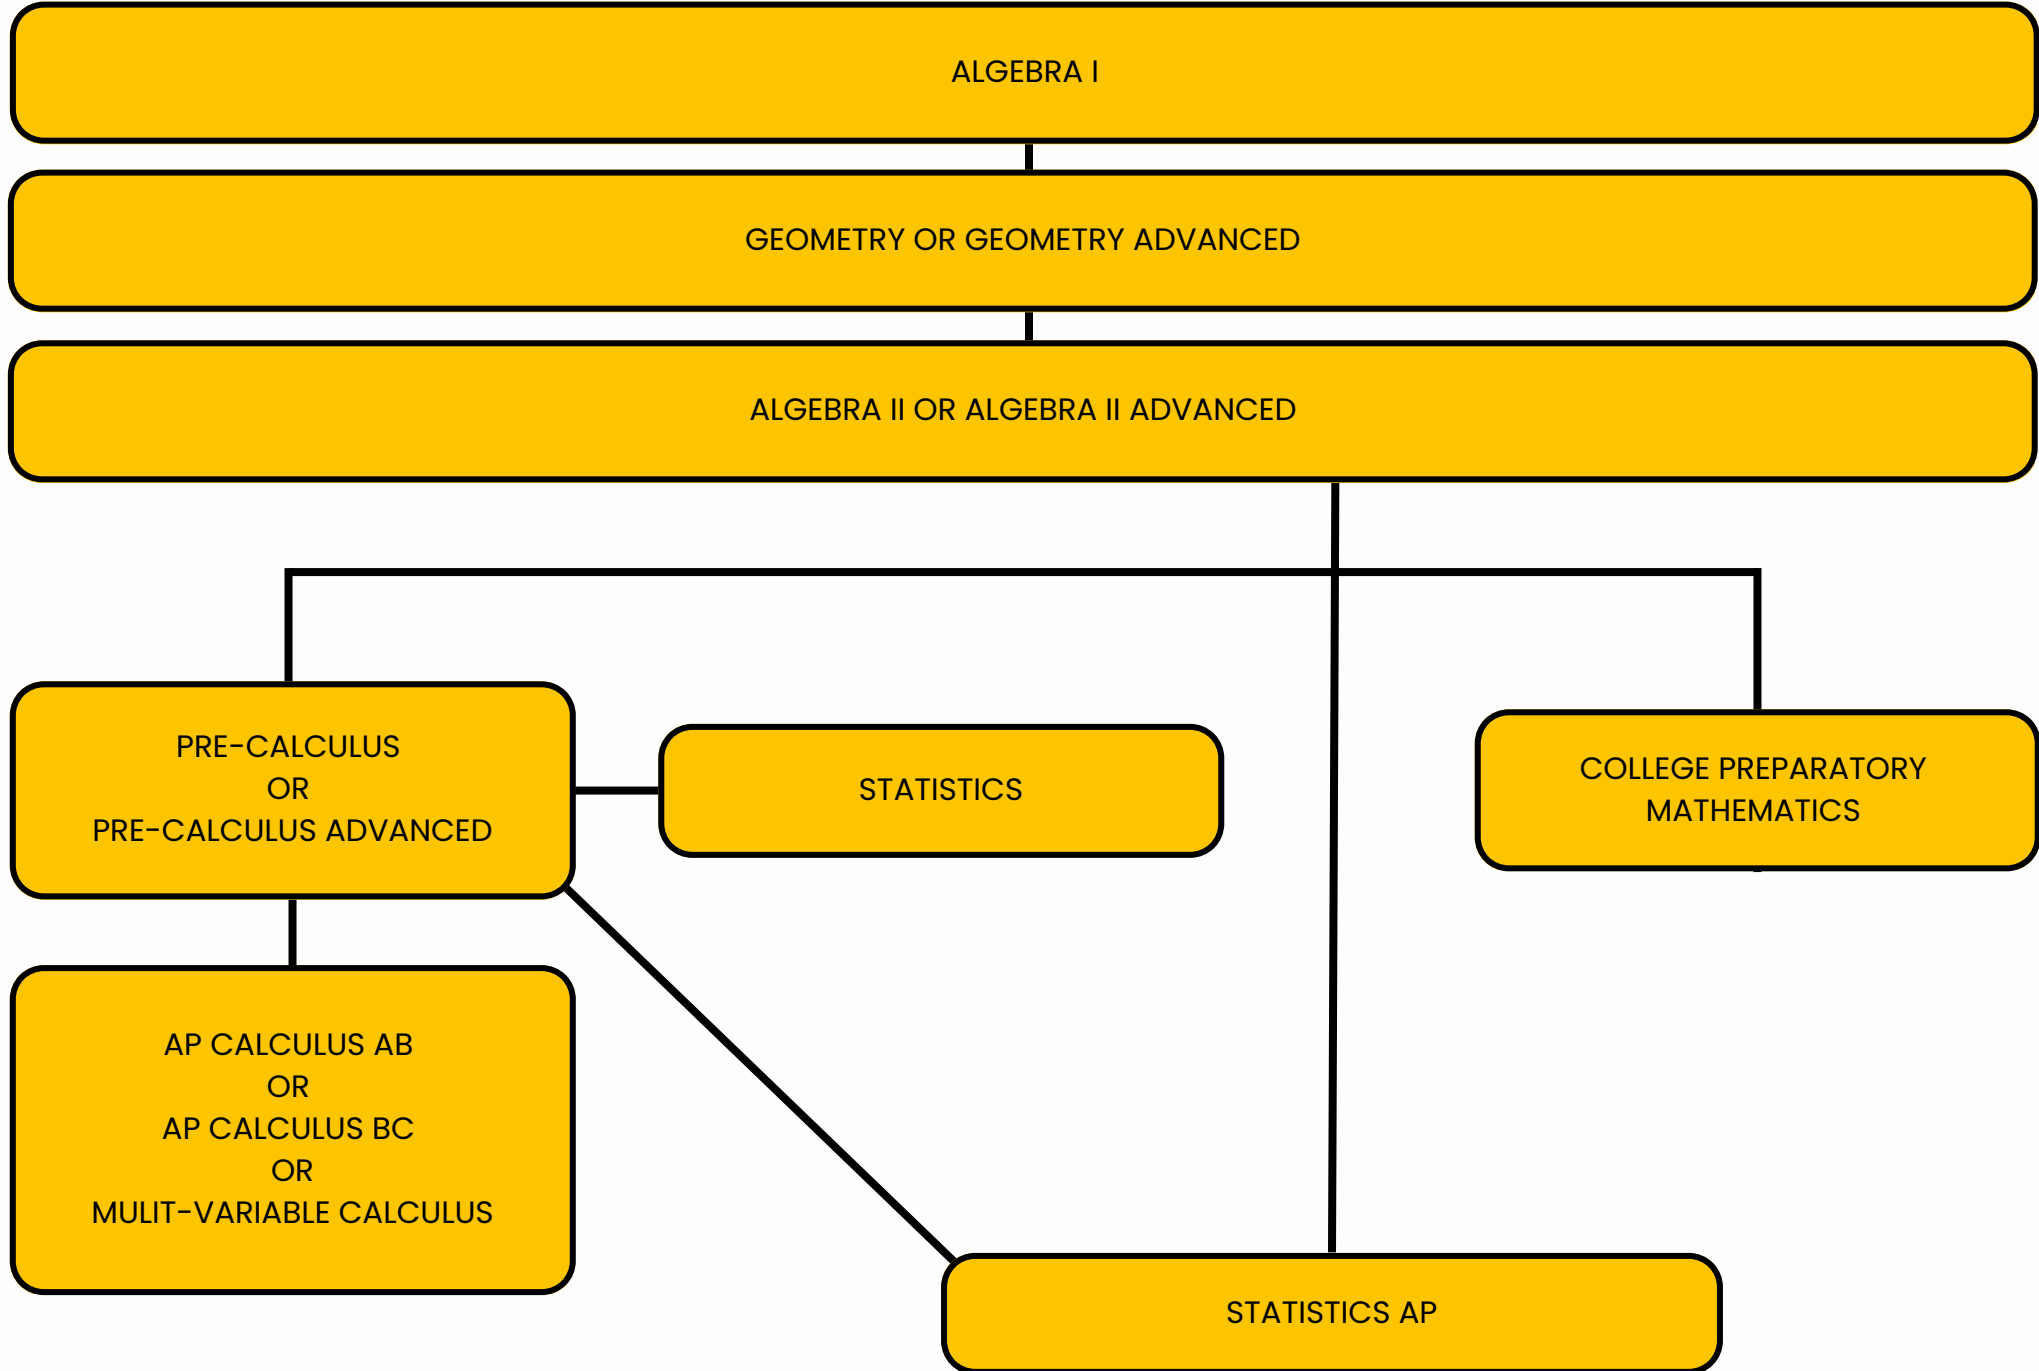 ALGEBRA I
GEOMETRY OR GEOMETRY ADVANCED
ALGEBRA II OR ALGEBRA II ADVANCED
PRE-CALCULUS
OR
PRE-CALCULUS ADVANCED
STATISTICS
COLLEGE PREPARATORY
MATHEMATICS
AP CALCULUS AB
OR
AP CALCULUS BC
OR
MULIT-VARIABLE CALCULUS
STATISTICS AP